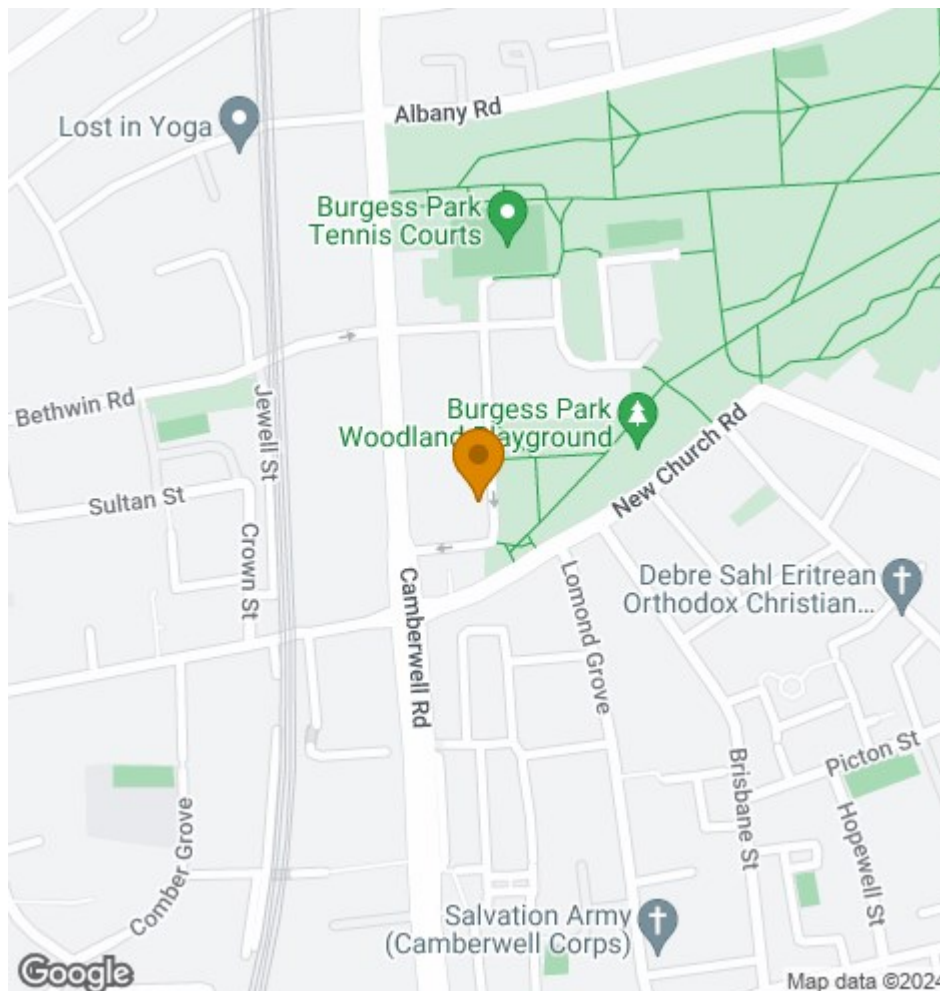 Albany Rd
Lost in Yoga
Burgess Park
Tennis Courts
Bethwin Rd
Jewell St
Burgess Park
Woodland Playground
New Church Rd
Sultan St
Crown St
Camberwell Rd
Lomond Grove
Debre Sahl Eritrean
Orthodox Christian...
Brisbane St
Picton St
Comber Grove
Hopewell St
Salvation Army
(Camberwell Corps)
Google
Map data ©2024